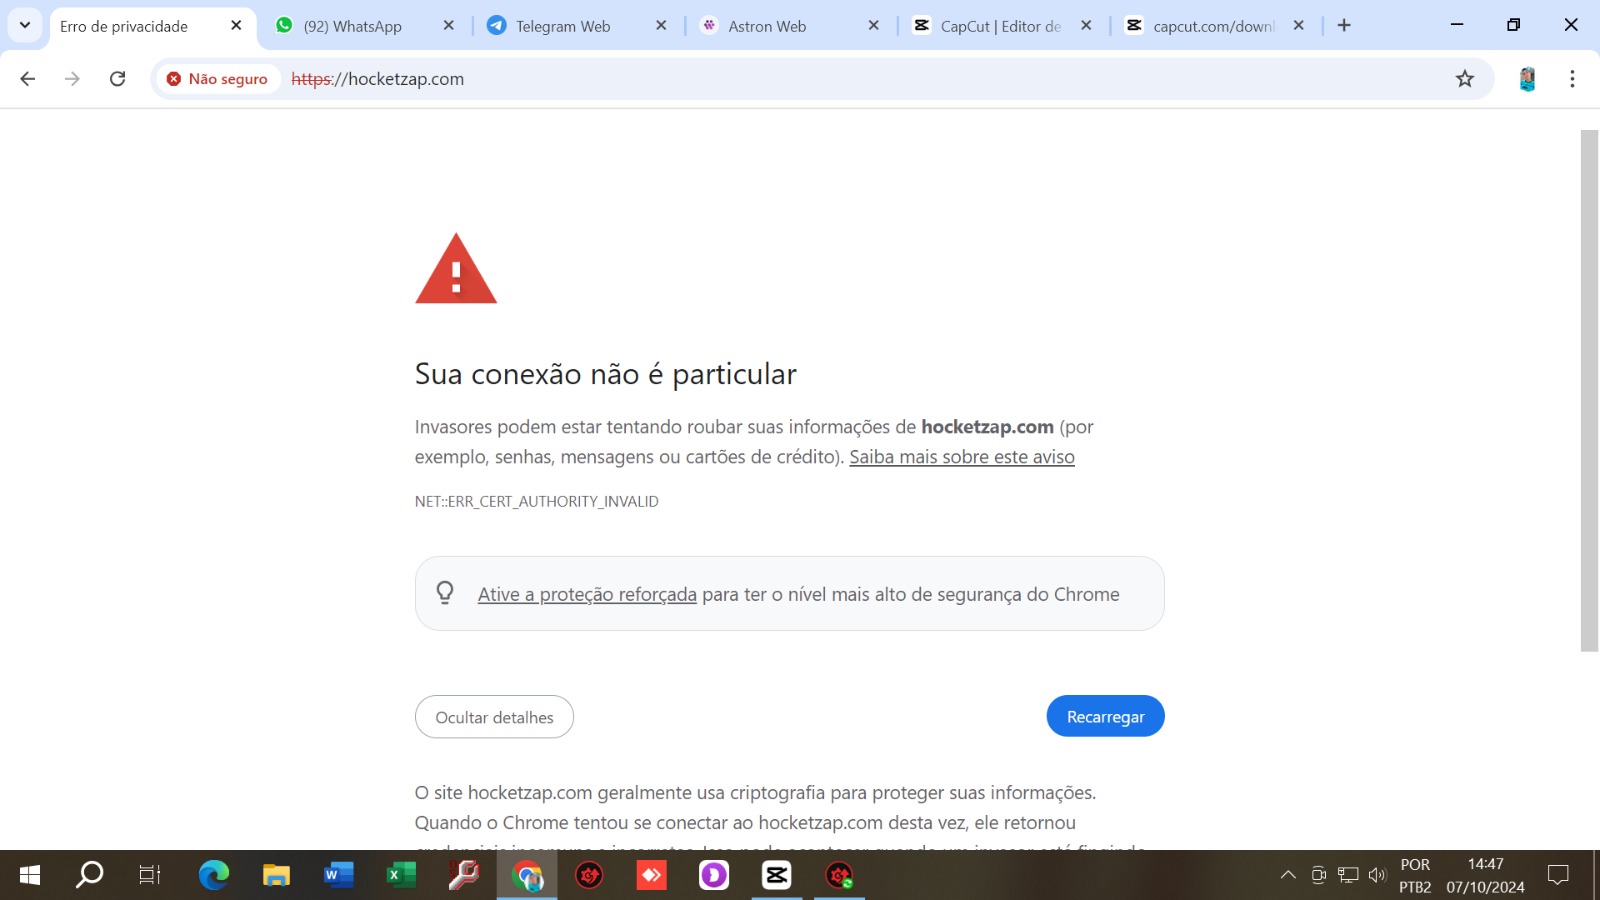 Erro de privacidade
(92) WhatsApp
Telegram Web
Astron Web
CapCut | Editor de
capcut.com/downl
Não seguro
https://hocketzap.com
Sua conexão não é particular
Invasores podem estar tentando roubar suas informações de hocketzap.com (por
exemplo, senhas, mensagens ou cartões de crédito). Saiba mais sobre este aviso
NET::ERR_CERT_AUTHORITY_INVALID
Ative a proteção reforçada para ter o nível mais alto de segurança do Chrome
Ocultar detalhes
Recarregar
O site hocketzap.com geralmente usa criptografia para proteger suas informações.
Quando o Chrome tentou se conectar ao hocketzap.com desta vez, ele retornou
POR
PTB2
14:47
07/10/2024